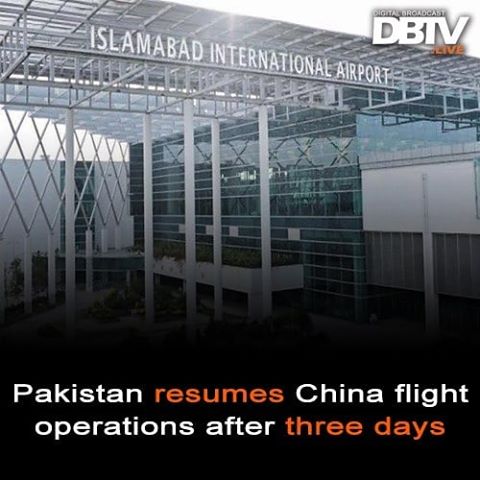 DIGITAL BROADCAST
DBTV
.LIVE
ISLAMABAD INTERNATIONAL AIRPORT
Pakistan resumes China flight
operations after three days